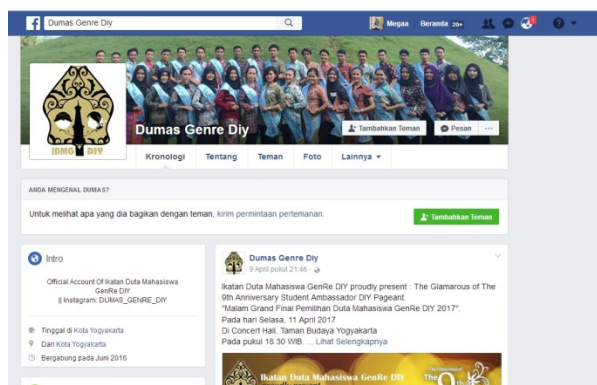 Dumas Genre Diy
Megaa
Beranda 20+
IDMG DIY
Dumas Genre Diy
Tambahkan Teman
Pesan
Kronologi Tentang Teman Foto Lainnya
ANDA MENGENAL DUMAS?
Untuk melihat apa yang dia bagikan dengan teman, kirim permintaan pertemanan.
Tambahkan Teman
Intro
Official Account Of Ikatan Duta Mahasiswa
GenRe DIY
|| Instagram: DUMAS_GENRE_DIY
Tinggal di Kota Yogyakarta
Dari Kota Yogyakarta
Bergabung pada Juni 2016
Dumas Genre Diy
9 April pukul 21:46
Ikatan Duta Mahasiswa GenRe DIY proudly present : The Glamarous of The
9th Anniversary Student Ambassador DIY Pageant.
"Malam Grand Final Pemilihan Duta Mahasiswa GenRe DIY 2017".
Pada hari Selasa, 11 April 2017
Di Concert Hall, Taman Budaya Yogyakarta
Pada pukul 18.30 WIB. ... Lihat Selengkapnya
Ikatan Duta Mahasiswa GenRe DIY
The 9th